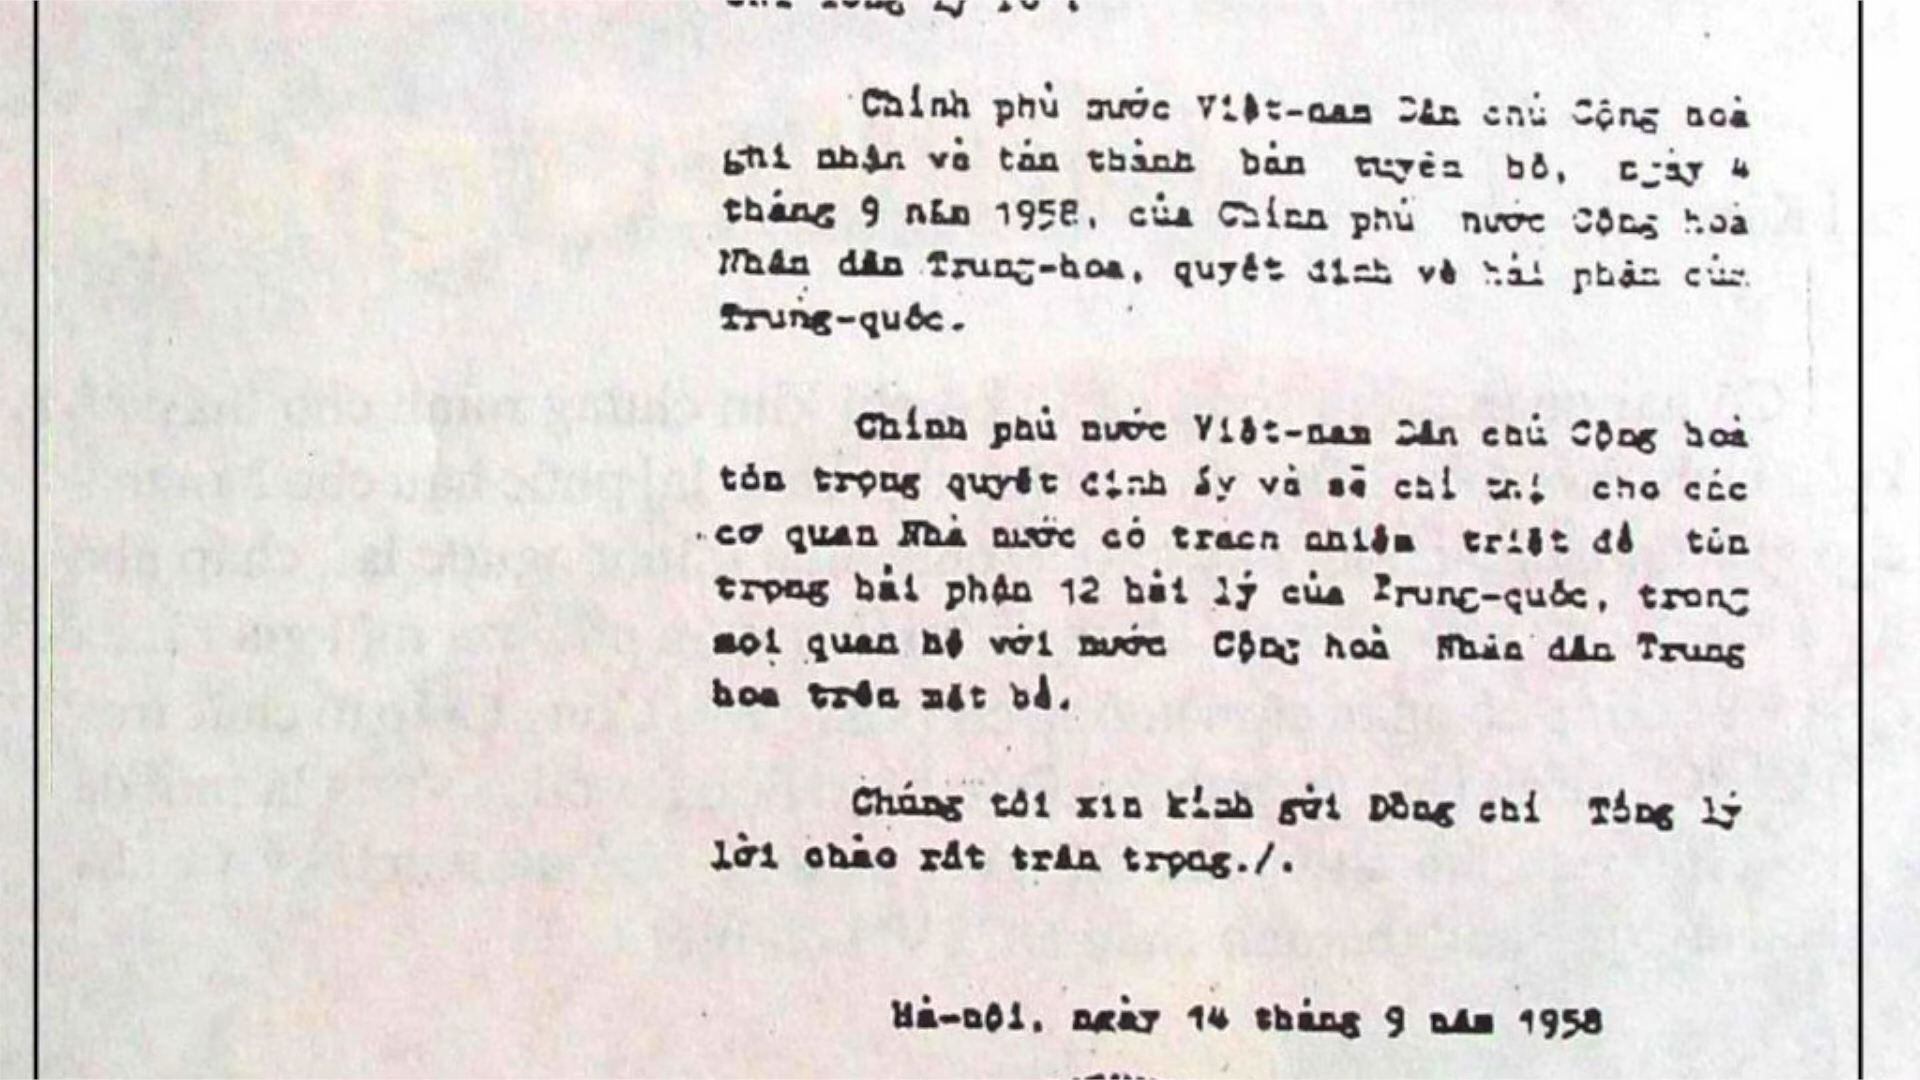 Chính phủ nước Việt-nam Dân chủ Cộng hoà
ghi nhận và tán thành bản tuyên bố, ngày 4
tháng 9 năm 1958, của Chính phủ nước Cộng hoà
Nhân dân Trung-hoa, quyết định về hải phận của
Trung-quốc.
Chính phủ nước Việt-nam Dân chủ Cộng hoà
tôn trọng quyết định ấy và sẽ chỉ thị cho các
cơ quan Nhà nước có trách nhiệm triệt để tôn
trọng hải phận 12 hải lý của Trung-quốc, trong
mọi quan hệ với nước Cộng hoà Nhân dân Trung
hoa trên mặt bể.
Chúng tôi xin kính gửi Đồng chí Tổng lý
lời chào rất trân trọng./.
Hà-nội, ngày 14 tháng 9 năm 1958